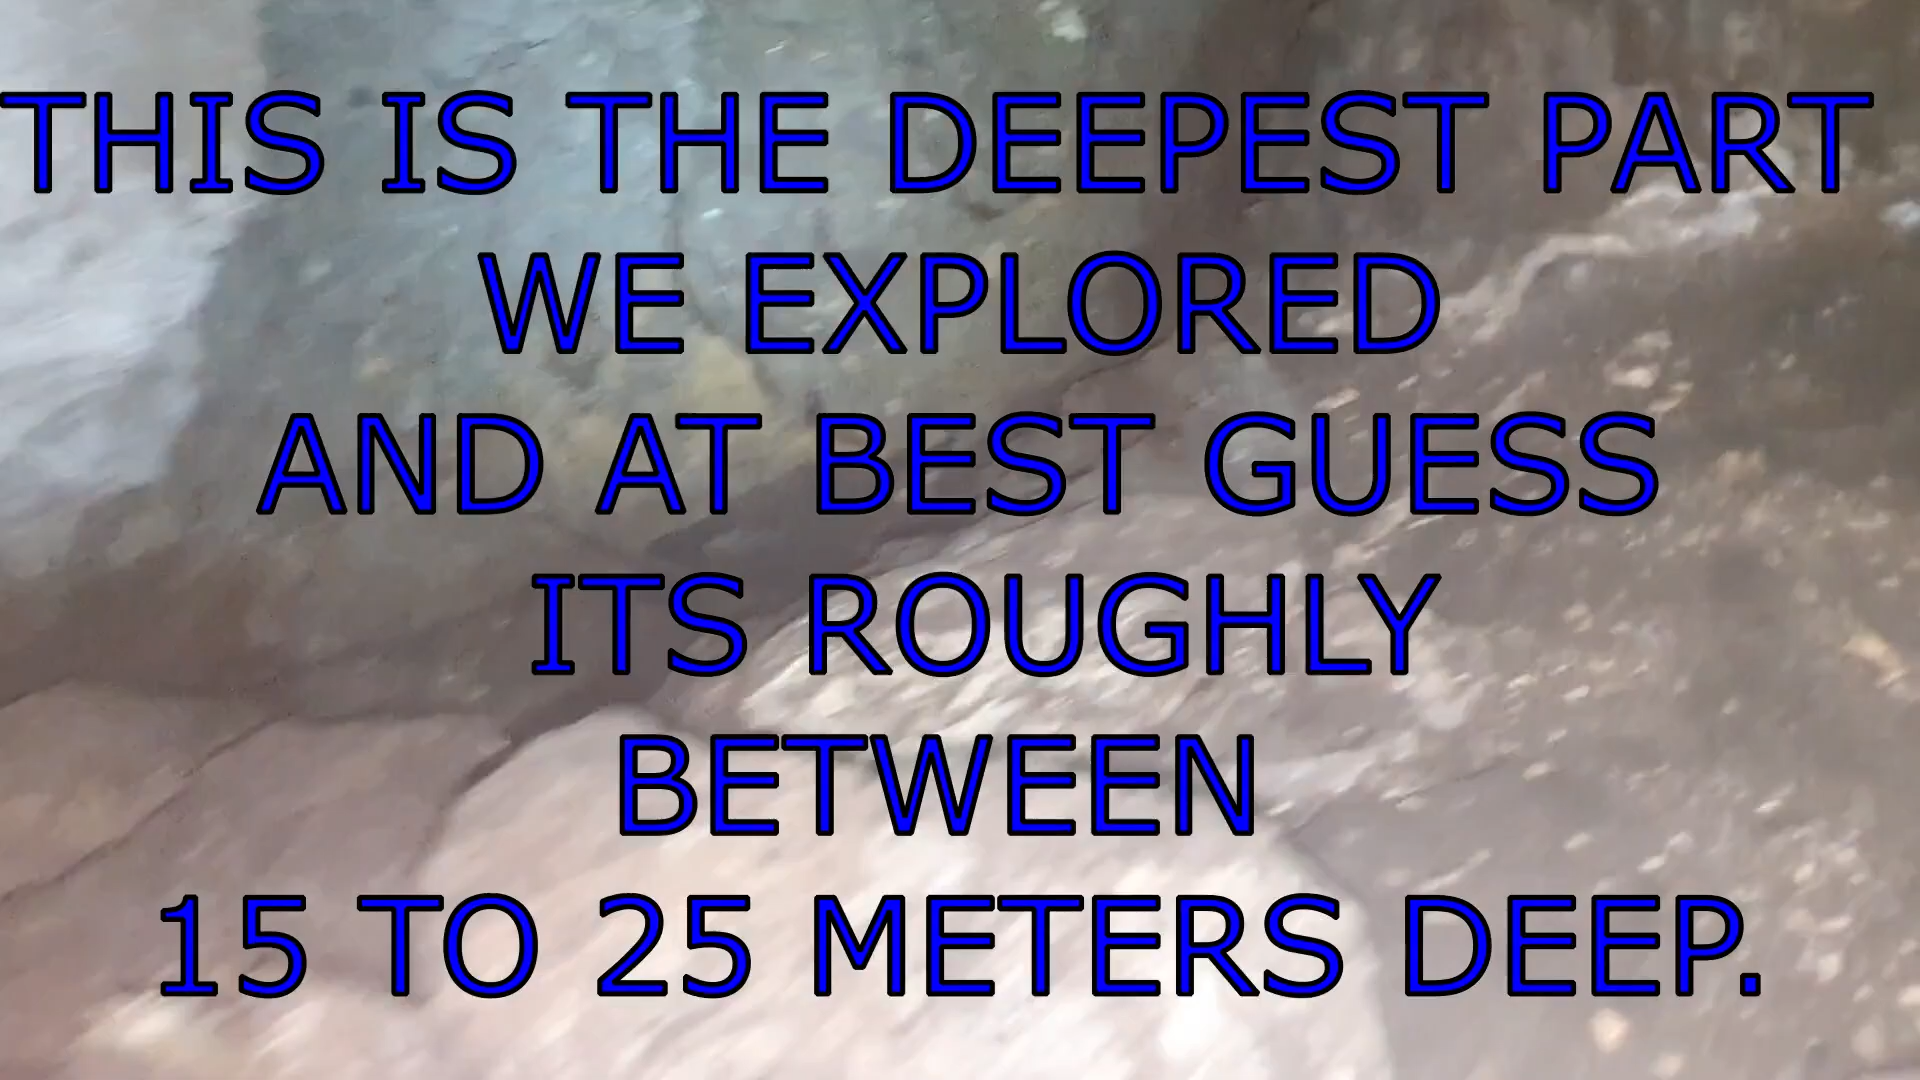 THIS IS THE DEEPEST PART
WE EXPLORED
AND AT BEST GUESS
ITS ROUGHLY
BETWEEN
15 TO 25 METERS DEEP.